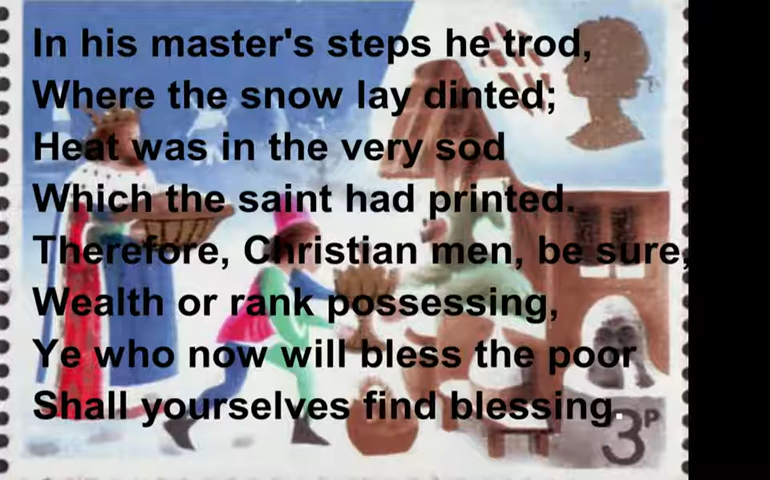 In his master's steps he trod,
Where the snow lay dinted;
Heat was in the very sod
Which the saint had printed.
Therefore, Christian men, be sure,
Wealth or rank possessing,
Ye who now will bless the poor
Shall yourselves find blessing.
3P